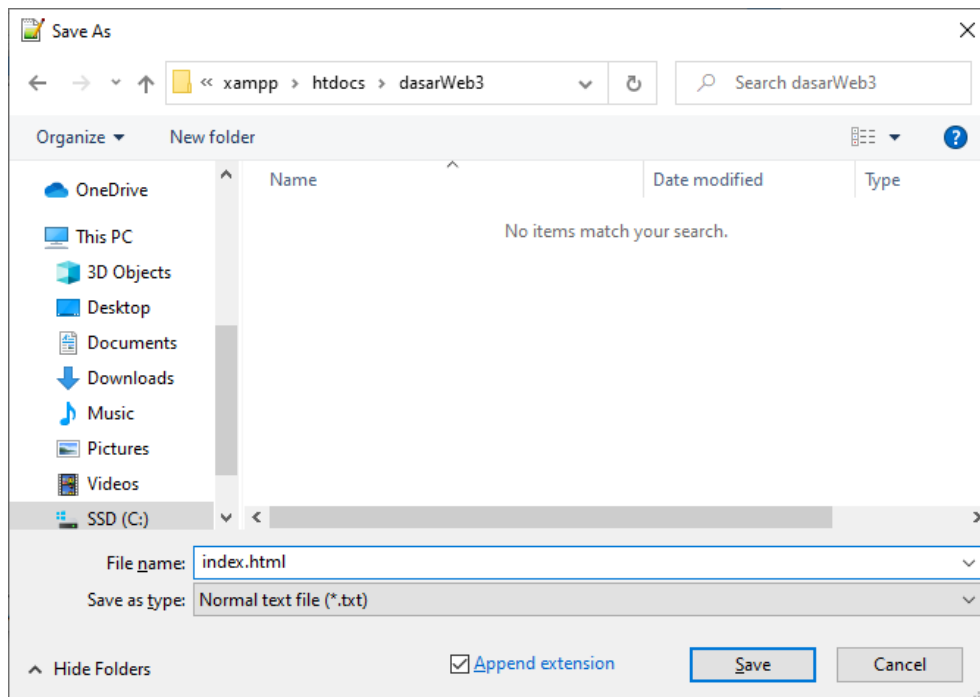 Save As
« xampp > htdocs > dasarWeb3
Search dasarWeb3
Organize
New folder
Name
Date modified
Type
No items match your search.
OneDrive
This PC
3D Objects
Desktop
Documents
Downloads
Music
Pictures
Videos
SSD (C:)
File name: index.html
Save as type: Normal text file (*.txt)
Hide Folders
Append extension
Save
Cancel